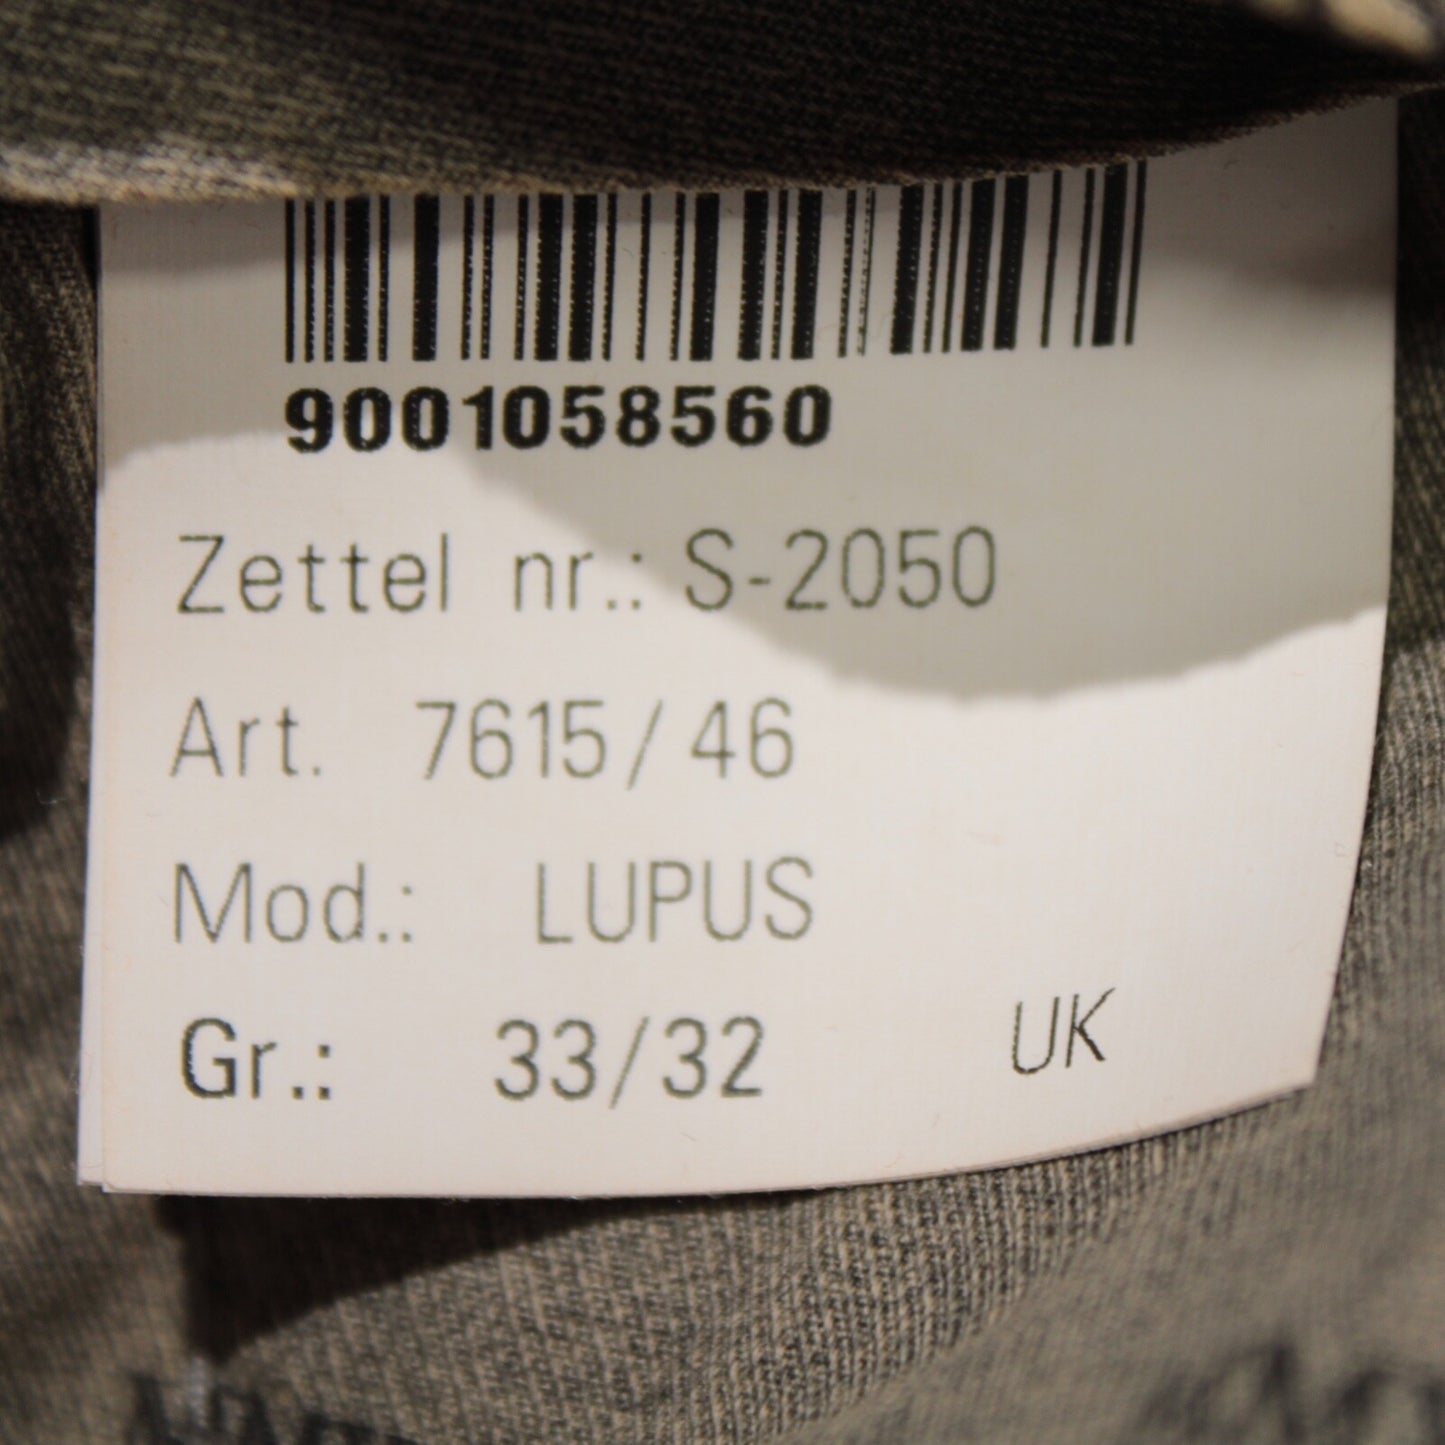 9001058560
Zettel nr.: S-2050
Art. 7615/46
Mod.: LUPUS
Gr.: 33/32 UK